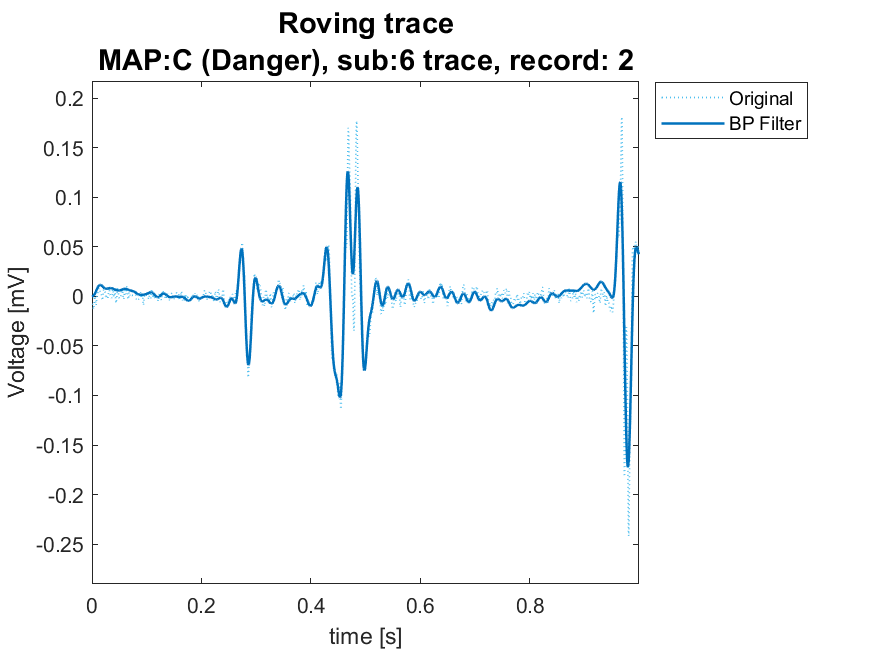 Roving trace
MAP:C (Danger), sub:6 trace, record: 2
Original
BP Filter
0.2
0.15
0.1
0.05
0
-0.05
-0.1
-0.15
-0.2
-0.25
Voltage [mV]
0 0.2 0.4 0.6 0.8
time [s]